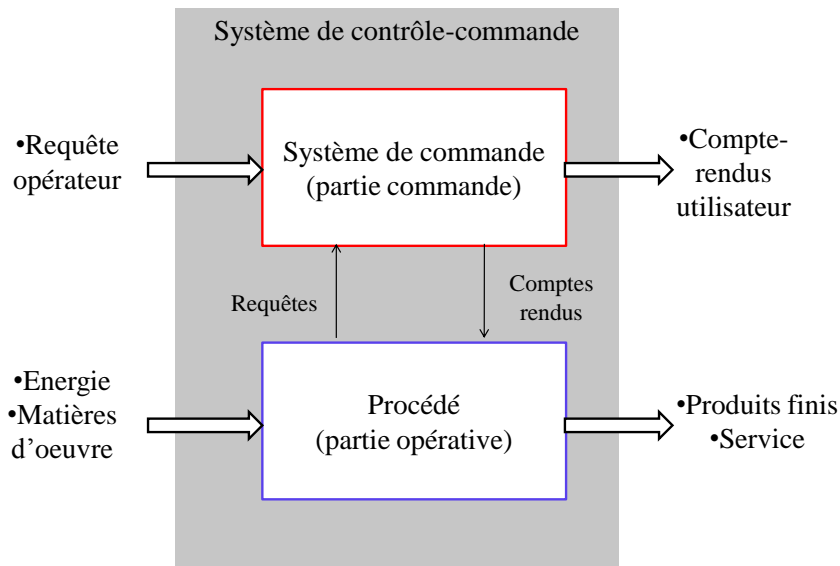 Système de contrôle-commande
•Requête
opérateur
Système de commande
(partie commande)
•Compte-
rendus
utilisateur
Requêtes
Comptes
rendus
•Energie
•Matières
d'oeuvre
Procédé
(partie opérative)
•Produits finis
•Service